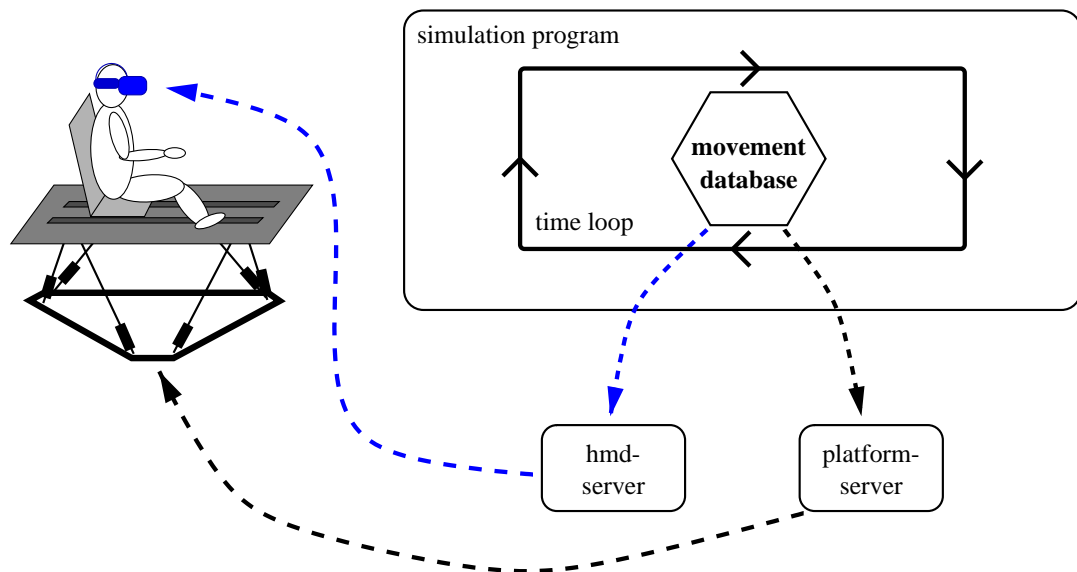 simulation program
movement
database
time loop
hmd-
server
platform-
server